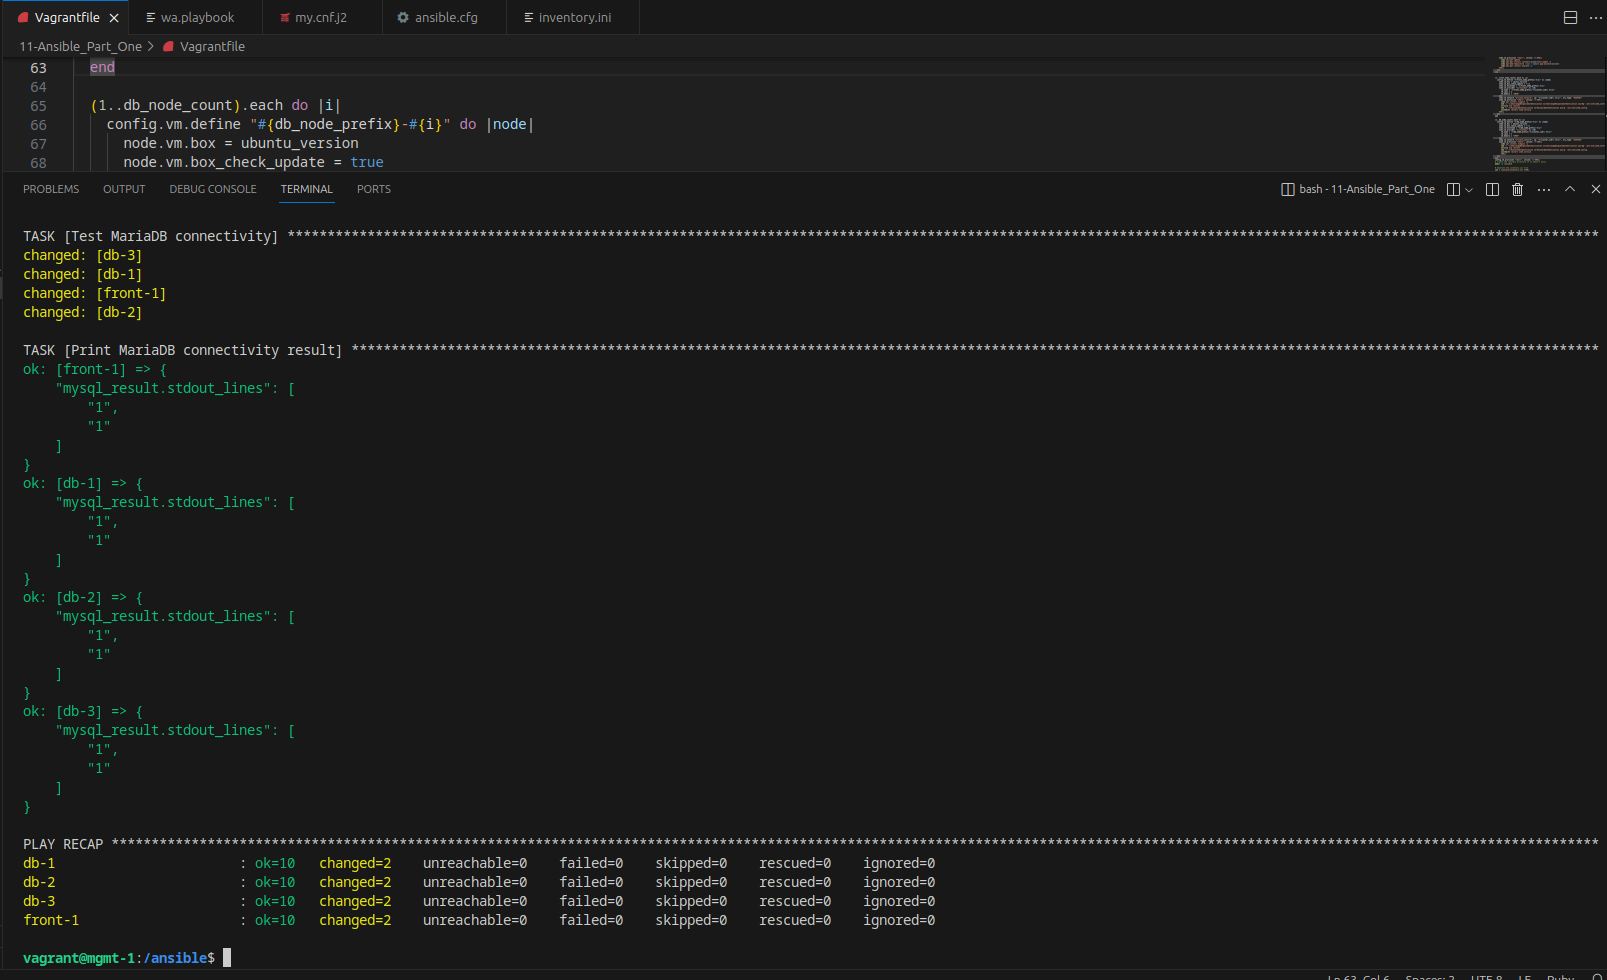 Vagrantfile wa.playbook my.cnf.j2 ansible.cfg inventory.ini
11-Ansible_Part_One > Vagrantfile
63 end
64
65 (1..db_node_count).each do |i|
66 config.vm.define "#{db_node_prefix}-#{i}" do |node|
67 node.vm.box = ubuntu_version
68 node.vm.box_check_update = true
PROBLEMS OUTPUT DEBUG CONSOLE TERMINAL PORTS bash - 11-Ansible_Part_One
TASK [Test MariaDB connectivity] ********************************************************************************************************************************************************************
changed: [db-3]
changed: [db-1]
changed: [front-1]
changed: [db-2]
TASK [Print MariaDB connectivity result] ************************************************************************************************************************************************************
ok: [front-1] => {
"mysql_result.stdout_lines": [
"1",
"1"
]
}
ok: [db-1] => {
"mysql_result.stdout_lines": [
"1",
"1"
]
}
ok: [db-2] => {
"mysql_result.stdout_lines": [
"1",
"1"
]
}
ok: [db-3] => {
"mysql_result.stdout_lines": [
"1",
"1"
]
}
PLAY RECAP ******************************************************************************************************************************************************************************************
db-1 : ok=10 changed=2 unreachable=0 failed=0 skipped=0 rescued=0 ignored=0
db-2 : ok=10 changed=2 unreachable=0 failed=0 skipped=0 rescued=0 ignored=0
db-3 : ok=10 changed=2 unreachable=0 failed=0 skipped=0 rescued=0 ignored=0
front-1 : ok=10 changed=2 unreachable=0 failed=0 skipped=0 rescued=0 ignored=0
vagrant@mgmt-1:/ansible$
Ln 63, Col 6 Spaces: 2 UTF-8 LF Ruby